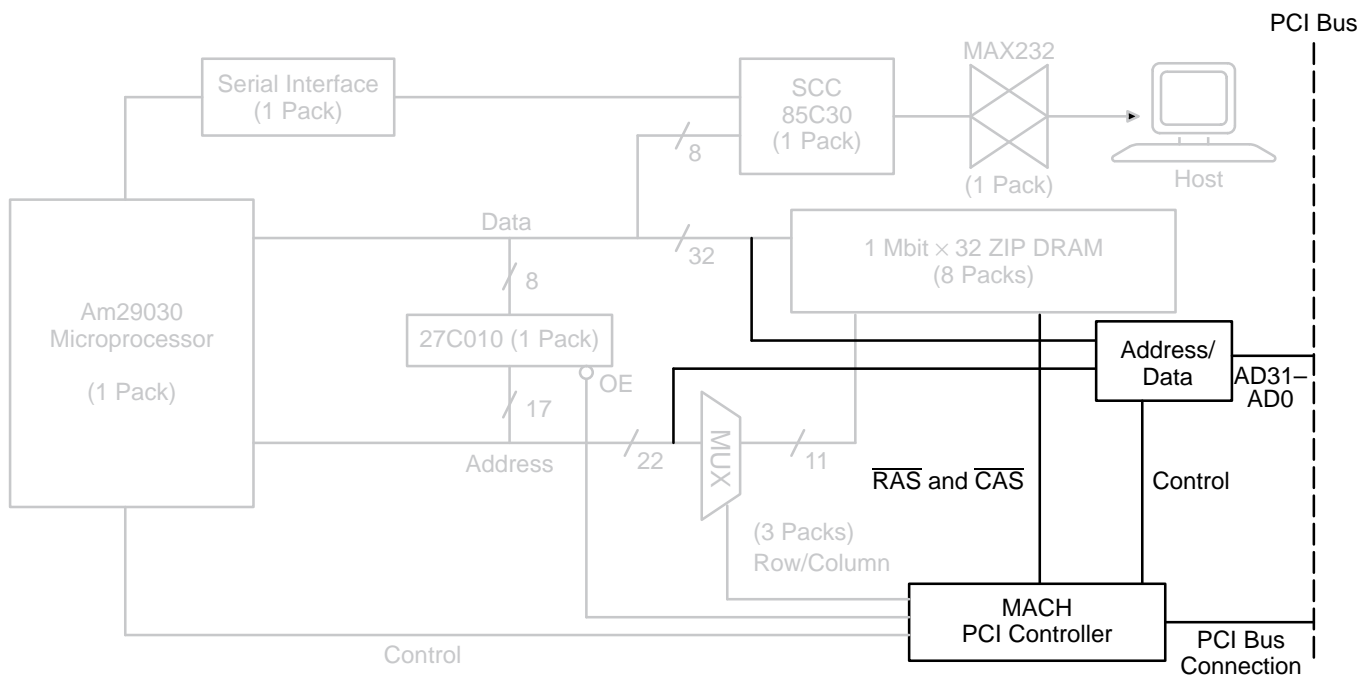 PCI Bus
Serial Interface
(1 Pack)
SCC
85C30
(1 Pack)
MAX232
(1 Pack)
Host
8
Data
32
1 Mbit × 32 ZIP DRAM
(8 Packs)
8
Am29030
Microprocessor
(1 Pack)
27C010 (1 Pack)
OE
17
Address
22
MUX
11
Address/
Data
AD31–
AD0
RAS and CAS
Control
(3 Packs)
Row/Column
MACH
PCI Controller
PCI Bus
Connection
Control